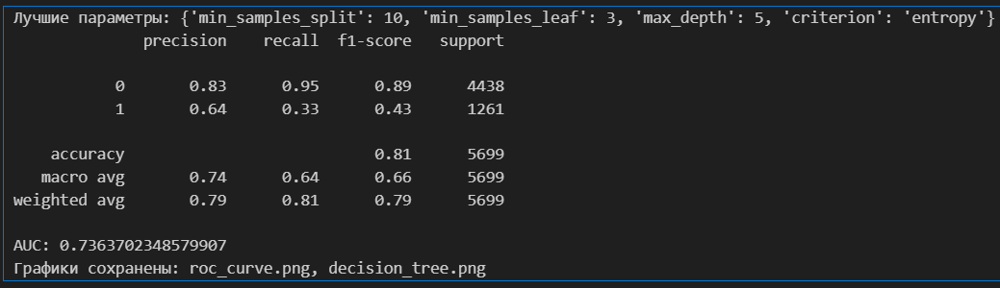 Лучшие параметры: {'min_samples_split': 10, 'min_samples_leaf': 3, 'max_depth': 5, 'criterion': 'entropy'}
precision recall f1-score support
0 0.83 0.95 0.89 4438
1 0.64 0.33 0.43 1261
accuracy 0.81 5699
macro avg 0.74 0.64 0.66 5699
weighted avg 0.79 0.81 0.79 5699
AUC: 0.7363702348579907
Графики сохранены: roc_curve.png, decision_tree.png